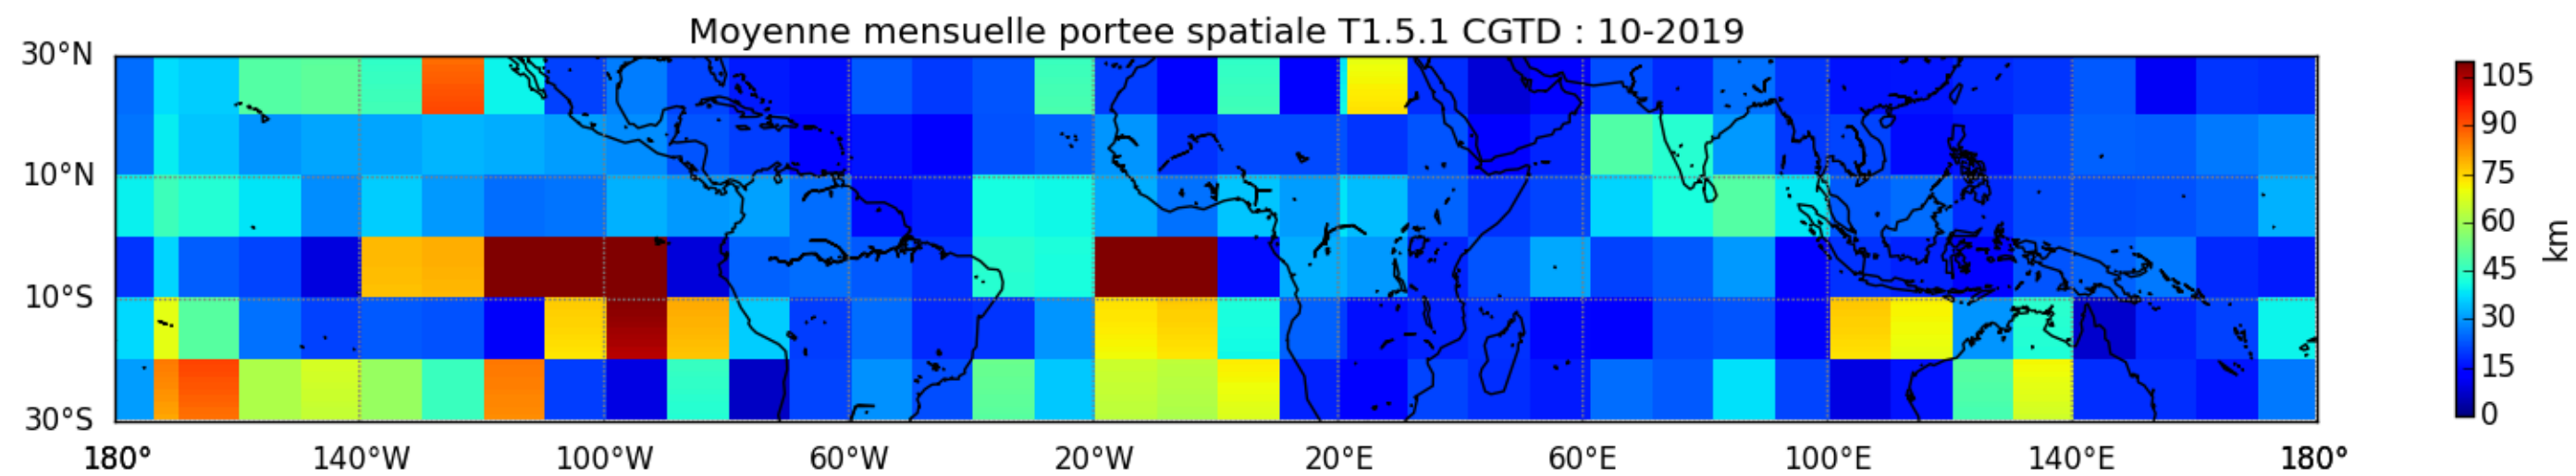 Moyenne mensuelle portee spatiale T1.5.1 CGTD : 10-2019
30°N
10°N
10°S
30°S
180° 140°W 100°W 60°W 20°W 20°E 60°E 100°E 140°E 180°
105
90
75
60
45
30
15
0
km